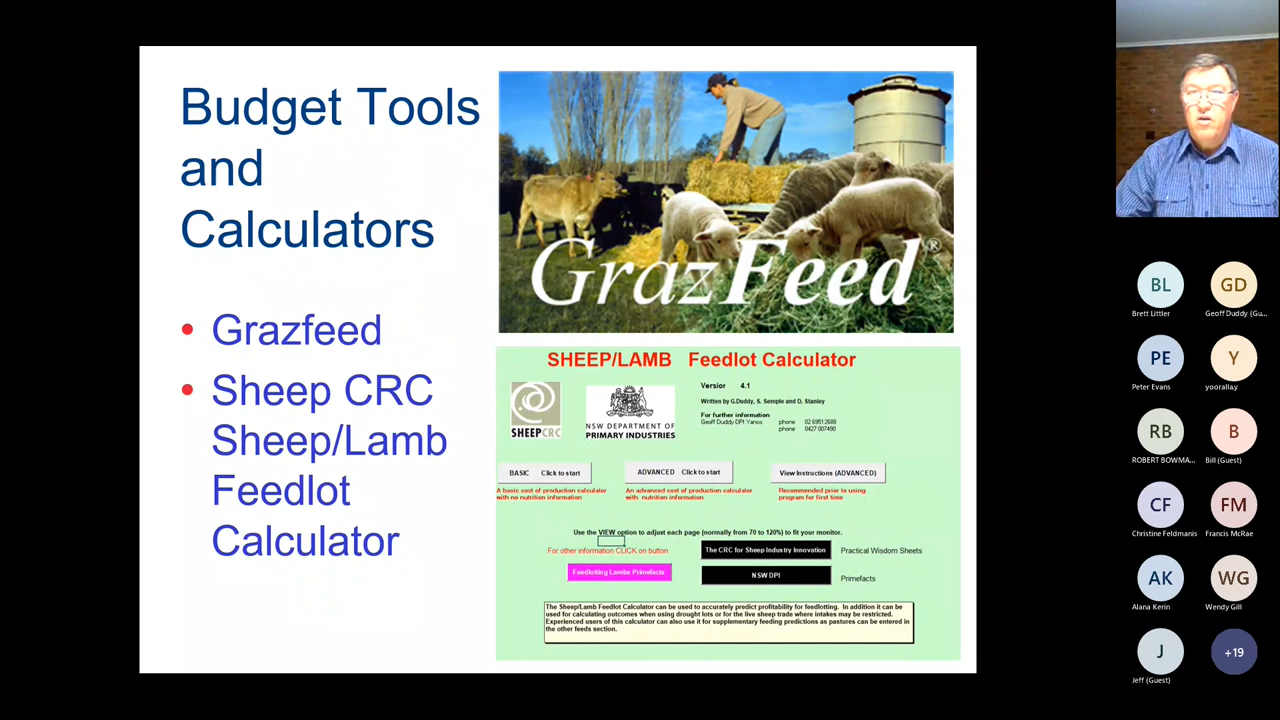 Budget Tools
and
Calculators
• Grazfeed
• Sheep CRC
Sheep/Lamb
Feedlot
Calculator
GrazFeed®
SHEEP/LAMB Feedlot Calculator
SHEEPCRC
NSW DEPARTMENT OF
PRIMARY INDUSTRIES
Versior 4.1
Written by G.Duddy, S. Semple and D. Stanley
For further information
Geoff Duddy DPI Yanco phone 02 69512688
phone 0427 007490
BASIC Click to start
A basic cost of production calculator
with no nutrition information
ADVANCED Click to start
An advanced cost of production calculator
with nutrition information
View Instructions (ADVANCED)
Recommended prior to using
program for first time
Use the VIEW option to adjust each page (normally from 70 to 120%) to fit your monitor.
For other information CLICK on button
Feedlotting Lambs Primefacts
The CRC for Sheep Industry Innovation
Practical Wisdom Sheets
NSW DPI
Primefacts
The Sheep/Lamb Feedlot Calculator can be used to accurately predict profitability for feedlotting. In addition it can be
used for calculating outcomes when using drought lots or for the live sheep trade where intakes may be restricted.
Experienced users of this calculator can also use it for supplementary feeding predictions as pastures can be entered in
the other feeds section.
BL
Brett Littler
GD
Geoff Duddy (Gu...
PE
Peter Evans
Y
yoorallay
RB
ROBERT BOWMA...
B
Bill (Guest)
CF
Christine Feldmanis
FM
Francis McRae
AK
Alana Kerin
WG
Wendy Gill
J
Jeff (Guest)
+19